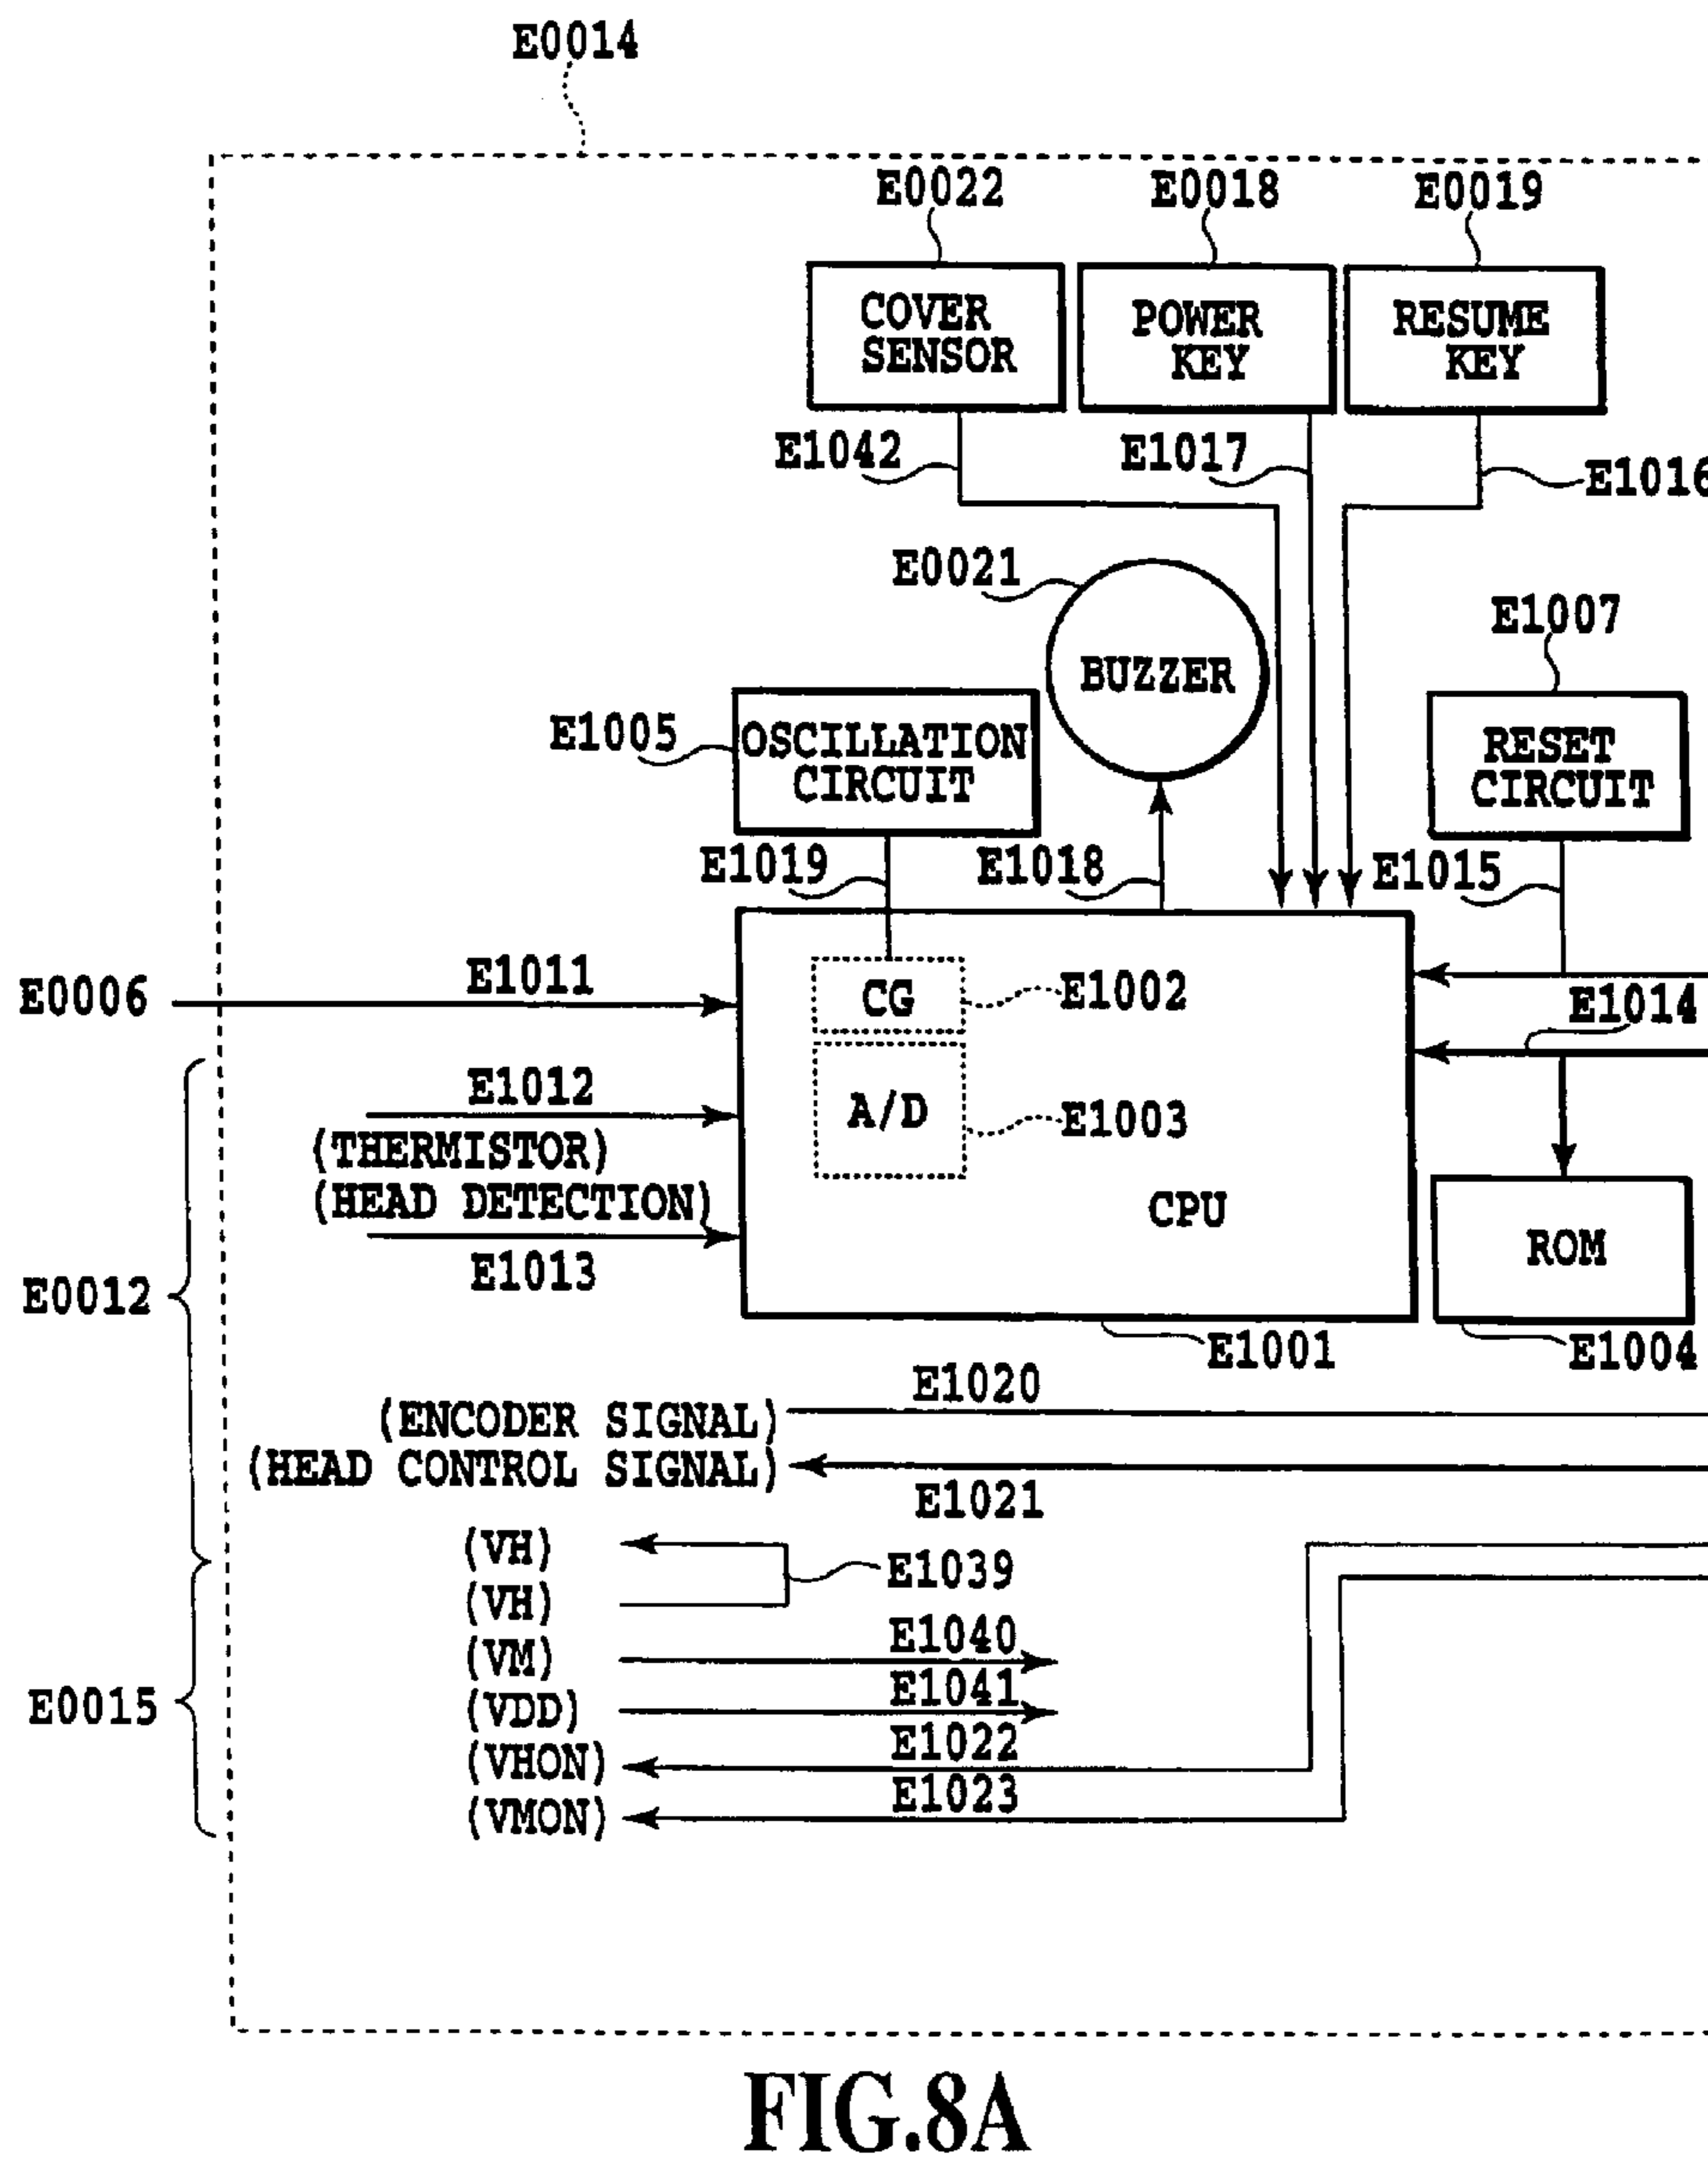 E0014
E0022
E0018
E0019
COVER
SENSOR
POWER
KEY
RESUME
KEY
E1042
E1017
E1016
E0021
BUZZER
E1007
E1005
OSCILLATION
CIRCUIT
RESET
CIRCUIT
E1019
E1018
E1015
E0006
E1011
CG
E1002
E1014
E1012
(THERMISTOR)
(HEAD DETECTION)
E1013
A/D
E1003
CPU
ROM
E0012
E1001
E1004
E1020
(ENCODER SIGNAL)
(HEAD CONTROL SIGNAL)
E1021
(VH)
E1039
(VH)
E1040
(VM)
E1041
E0015
(VDD)
E1022
(VHON)
E1023
(VMON)
FIG.8A